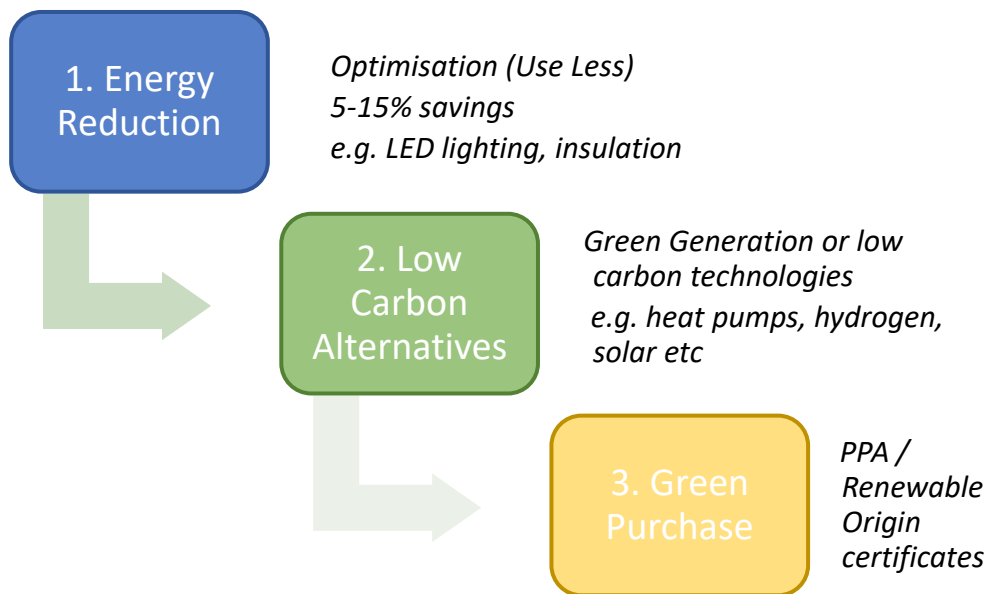 1. Energy
Reduction
Optimisation (Use Less)
5-15% savings
e.g. LED lighting, insulation
2. Low
Carbon
Alternatives
Green Generation or low
carbon technologies
e.g. heat pumps, hydrogen,
solar etc
3. Green
Purchase
PPA /
Renewable
Origin
certificates